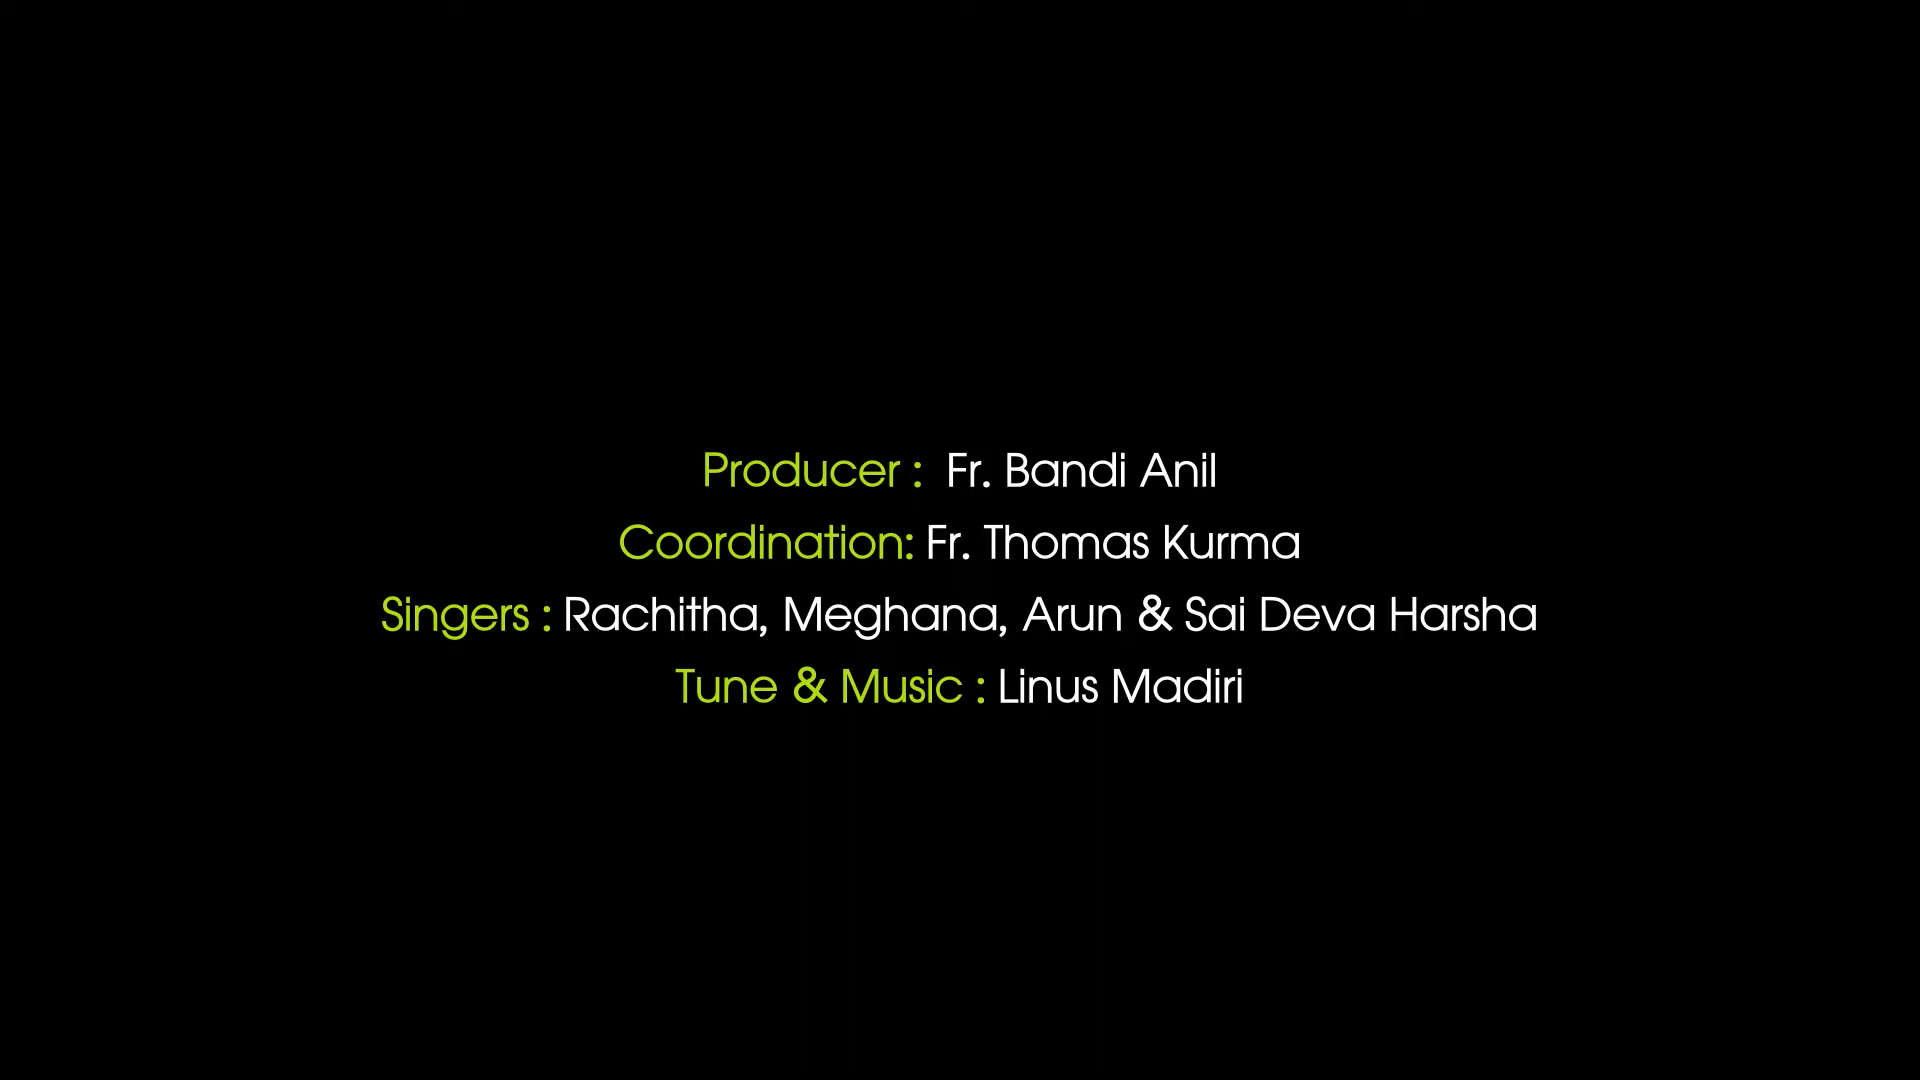 Producer :  Fr. Bandi Anil
Coordination: Fr. Thomas Kurma
Singers : Rachitha, Meghana, Arun & Sai Deva Harsha
Tune & Music : Linus Madiri